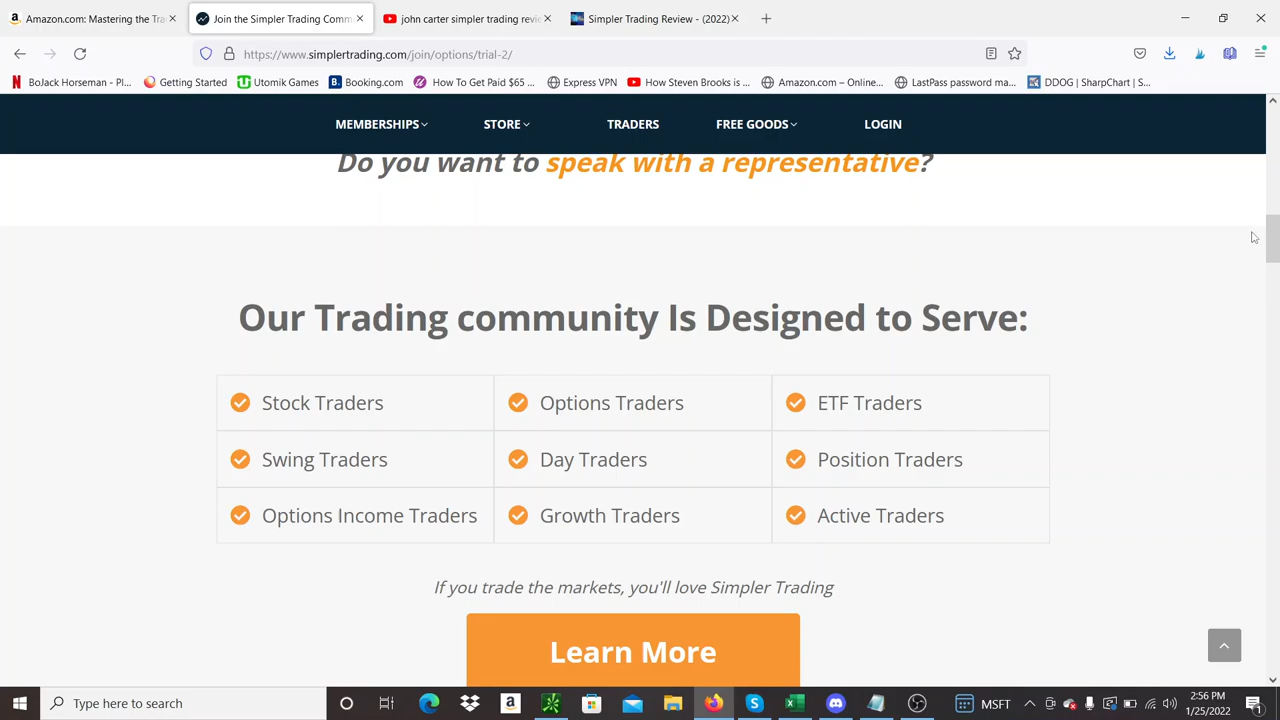 Amazon.com: Mastering the Tra
Join the Simpler Trading Comm
john carter simpler trading revie
Simpler Trading Review - (2022)
https://www.simplertrading.com/join/options/trial-2/
BoJack Horseman - Pl...
Getting Started
Utomik Games
Booking.com
How To Get Paid $65 ...
Express VPN
How Steven Brooks is ...
Amazon.com – Online...
LastPass password ma...
DDOG | SharpChart | S...
MEMBERSHIPS
STORE
TRADERS
FREE GOODS
LOGIN
Do you want to speak with a representative?
Our Trading community Is Designed to Serve:
Stock Traders
Options Traders
ETF Traders
Swing Traders
Day Traders
Position Traders
Options Income Traders
Growth Traders
Active Traders
If you trade the markets, you'll love Simpler Trading
Learn More
Type here to search
MSFT
2:56 PM
1/25/2022